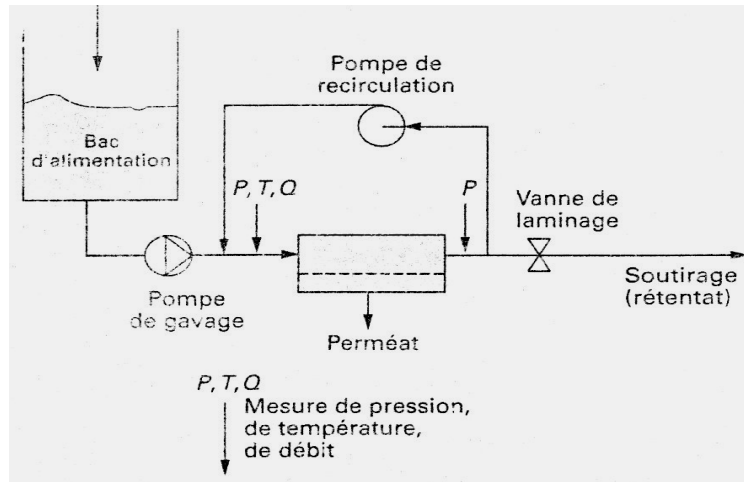 Pompe de
recirculation
Bac
d'alimentation
P, T, Q
P
Vanne de
laminage
Pompe
de gavage
Soutirage
(rétentat)
Perméat
P, T, Q
Mesure de pression,
de température,
de débit